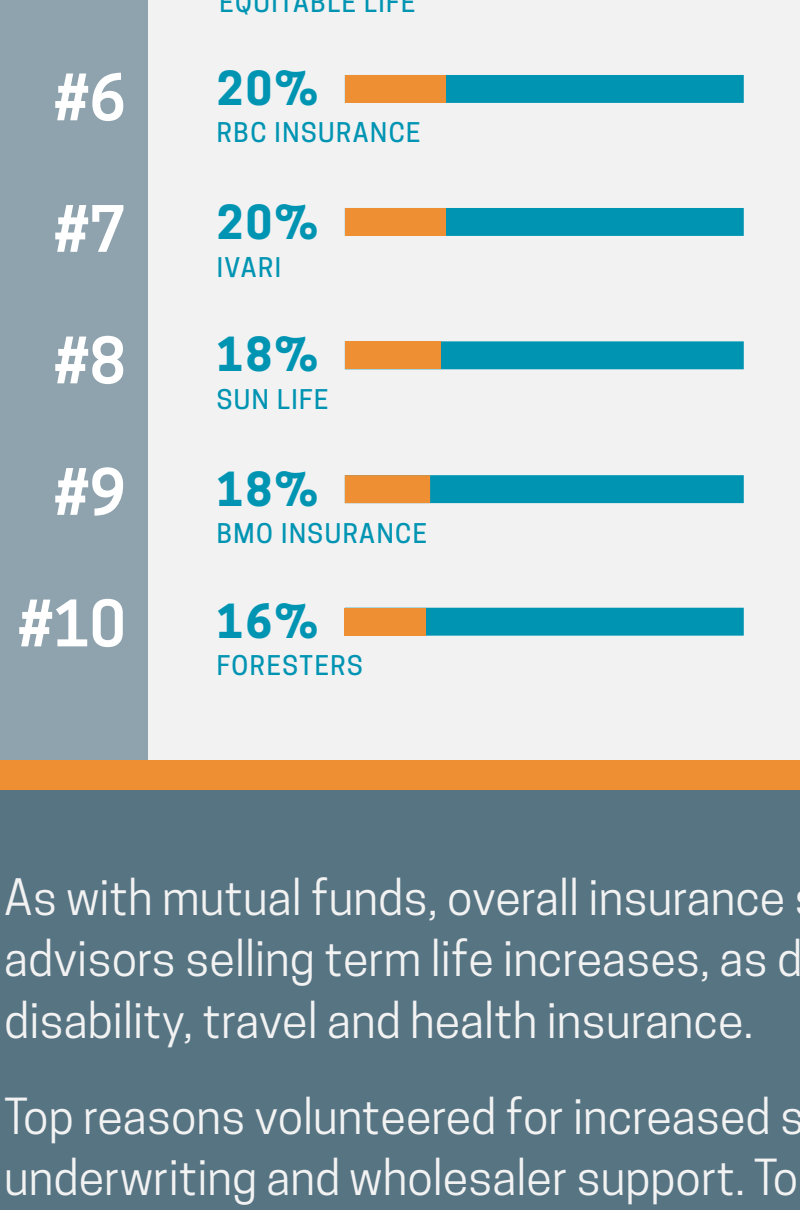 EQUITABLE LIFE
#6
20%
RBC INSURANCE
#7
20%
IVARI
#8
18%
SUN LIFE
#9
18%
BMO INSURANCE
#10
16%
FORESTERS
As with mutual funds, overall insurance
advisors selling term life increases, as
disability, travel and health insurance.
Top reasons volunteered for increased
underwriting and wholesaler support. To